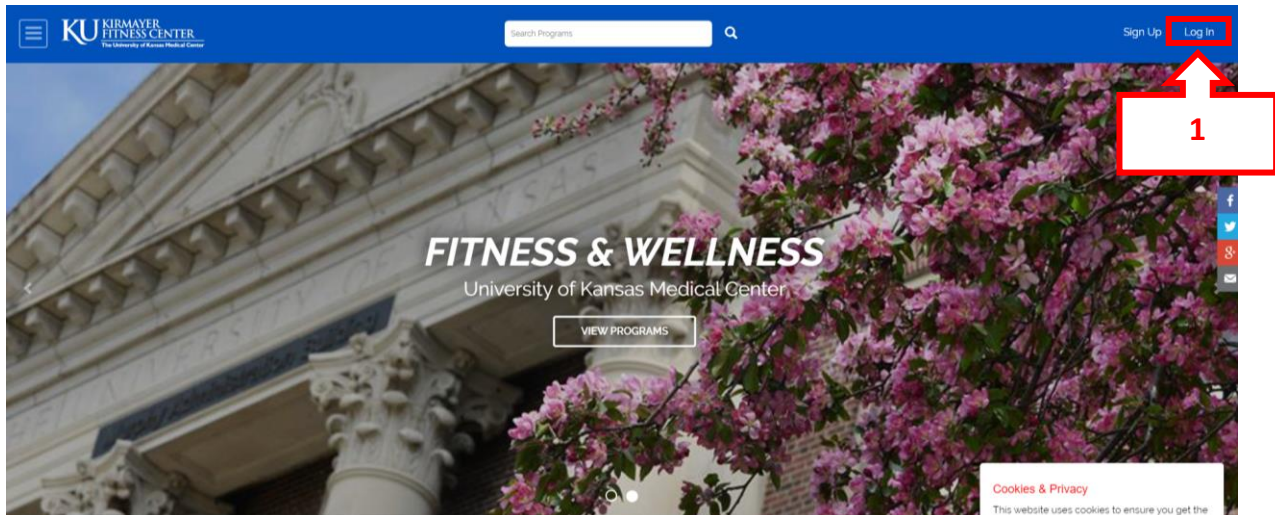 KU KIRMAYER
FITNESS CENTER
The University of Kansas Medical Center
Search Programs
Sign Up Log In
1
KANSAS
FITNESS & WELLNESS
University of Kansas Medical Center
VIEW PROGRAMS
Cookies & Privacy
This website uses cookies to ensure you get the